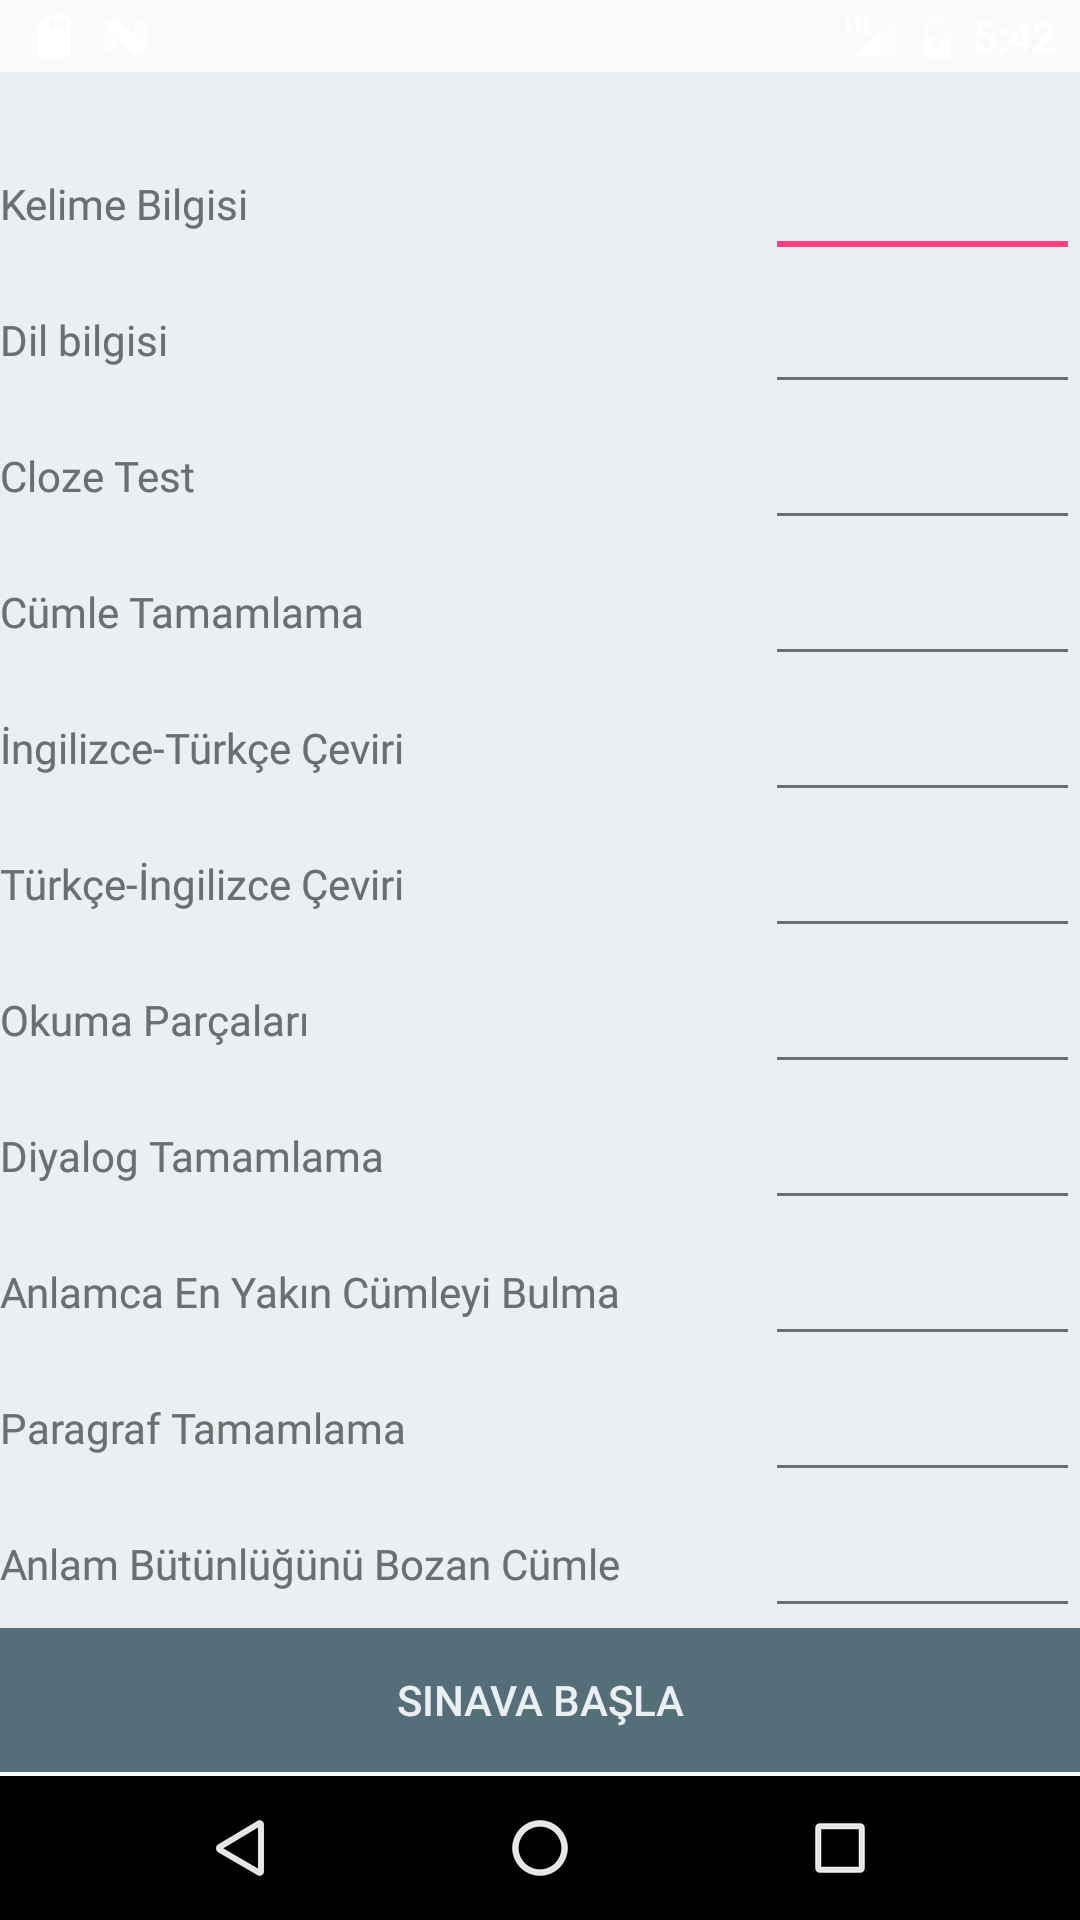 LTE 5:42
Kelime Bilgisi
Dil bilgisi
Cloze Test
Cümle Tamamlama
İngilizce-Türkçe Çeviri
Türkçe-İngilizce Çeviri
Okuma Parçaları
Diyalog Tamamlama
Anlamca En Yakın Cümleyi Bulma
Paragraf Tamamlama
Anlam Bütünlüğünü Bozan Cümle
SINAVA BAŞLA